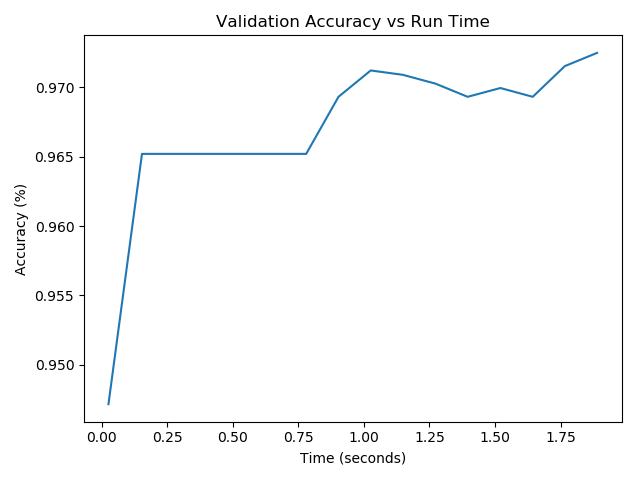 Validation Accuracy vs Run Time
0.970
0.965
0.960
0.955
0.950
Accuracy (%)
0.00 0.25 0.50 0.75 1.00 1.25 1.50 1.75
Time (seconds)